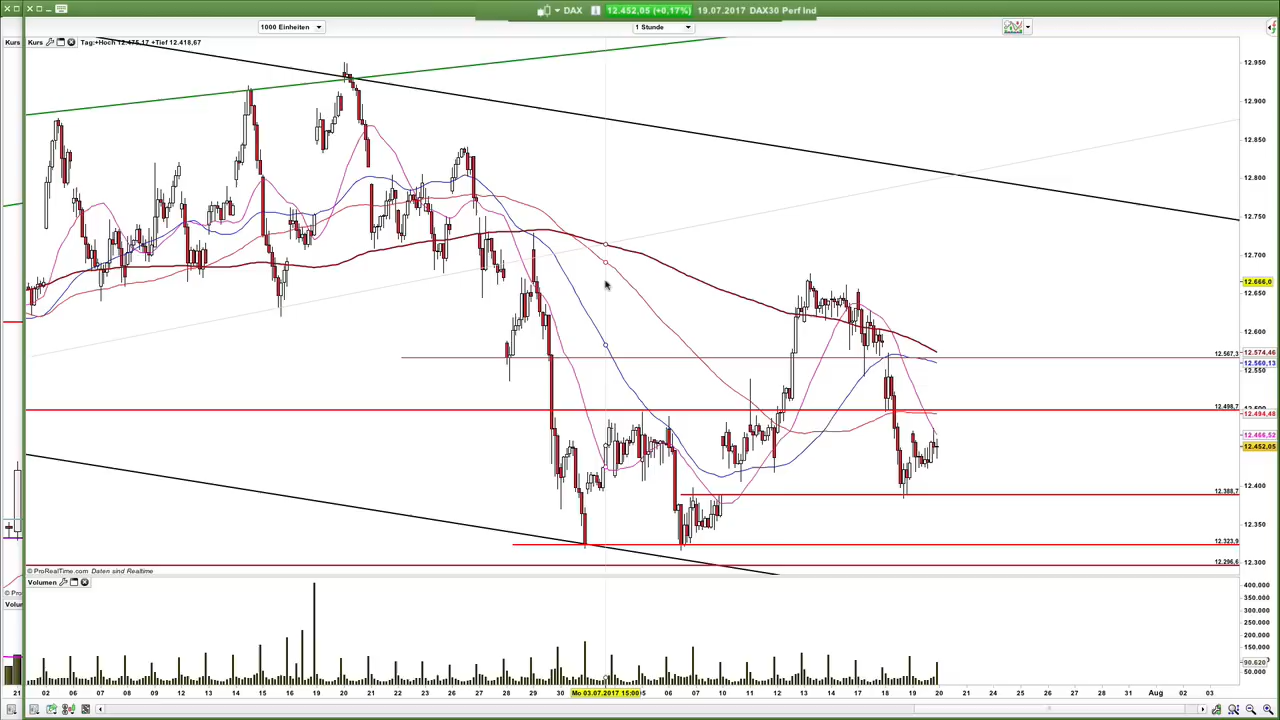 DAX 12.452,05 (+0,17%) 19.07.2017 DAX30 Perf Ind
1000 Einheiten
1 Stunde
Kurs
Kurs
Tag:+Hoch 12.475,17 +Tief 12.418,67
12.950
12.900
12.850
12.800
12.750
12.700
12.666,0
12.650
12.600
12.567,3
12.574,46
12.560,13
12.550
12.498,7
12.494,48
12.466,52
12.452,05
12.400
12.388,7
12.350
12.323,9
12.300
12.296,6
© ProRealTime.com Daten sind Realtime
© Pro
Volumen
Volum
400.000
350.000
300.000
250.000
200.000
150.000
90.620
50.000
21 02 05 06 07 08 09 12 13 14 15 16 19 20 21 22 23 26 27 28 29 30 Mo 03.07.2017 15:00 05 06 07 10 11 12 13 14 17 18 19 20 21 23 24 25 26 27 28 31 Aug 02 03